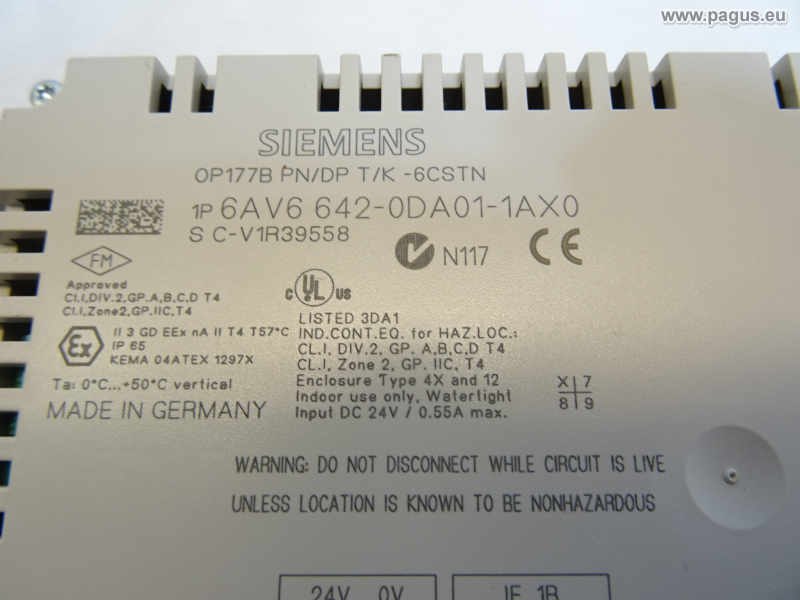 www.pagus.eu
SIEMENS
OP177B PN/DP T/K -6CSTN
1P 6AV6 642-0DA01-1AX0
S C-V1R39558
N117
CE
FM
Approved
CL.I,DIV.2,GP.A,B,C,D T4
CL.I,Zone2,GP.IIC,T4
Ex
II 3 GD EEx nA II T4 T57°C
IP 65
KEMA 04ATEX 1297X
Ta: 0°C...+50°C vertical
MADE IN GERMANY
c UL us
LISTED 3DA1
IND.CONT.EQ. for HAZ.LOC.:
CL.I, DIV.2, GP. A,B,C,D T4
CL.I, Zone 2, GP. IIC, T4
Enclosure Type 4X and 12
Indoor use only, Watertight
Input DC 24V / 0.55A max.
X 7
8 9
WARNING: DO NOT DISCONNECT WHILE CIRCUIT IS LIVE
UNLESS LOCATION IS KNOWN TO BE NONHAZARDOUS
24V 0V
IF 1B